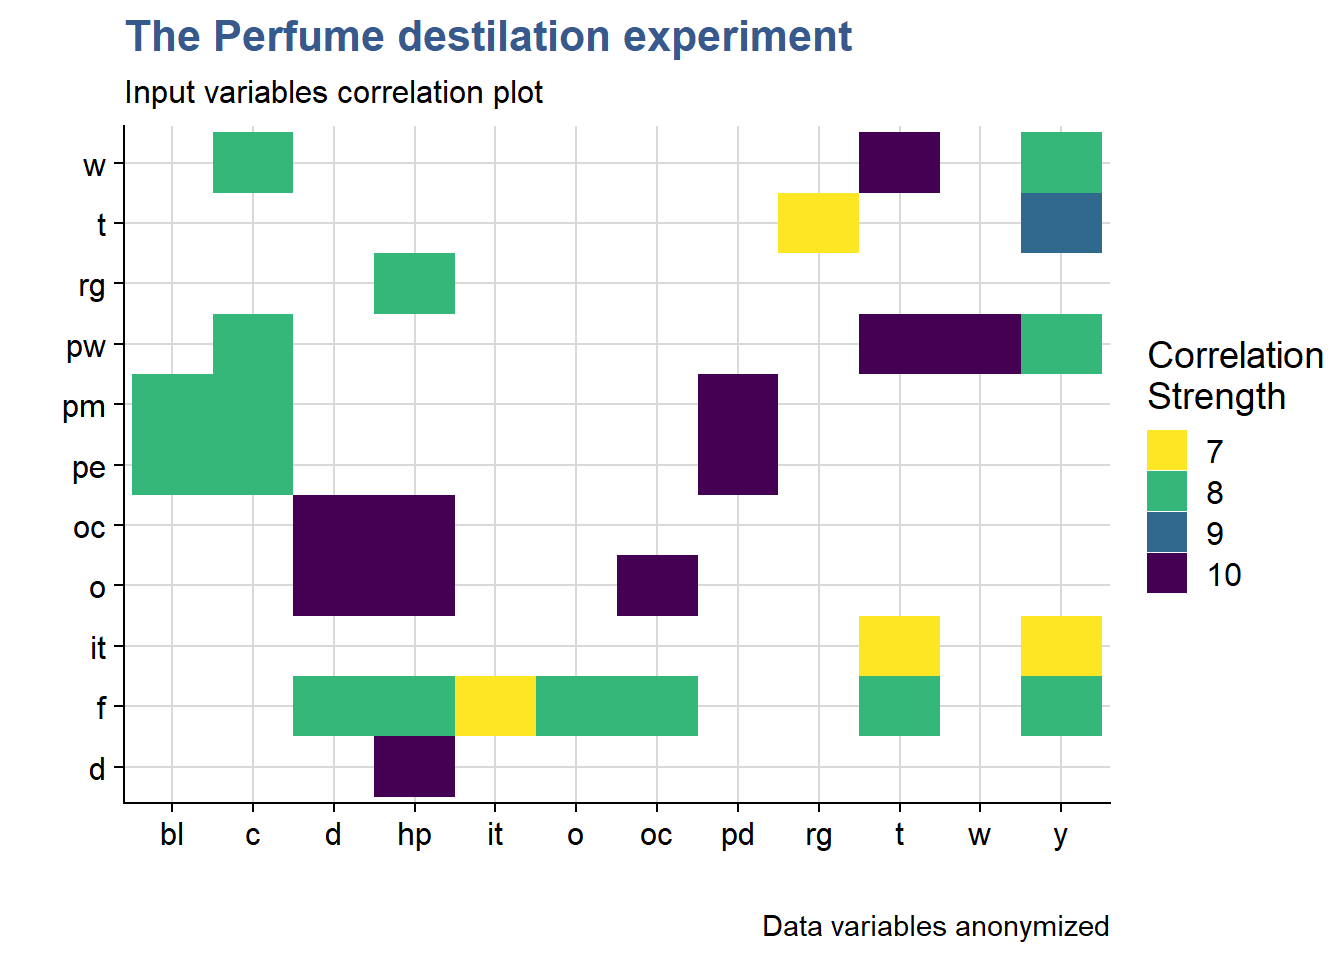 The Perfume destilation experiment
Input variables correlation plot
w
t
rg
pw
pm
pe
oc
o
it
f
d
bl c d hp it o oc pd rg t w y
Correlation
Strength
7
8
9
10
Data variables anonymized